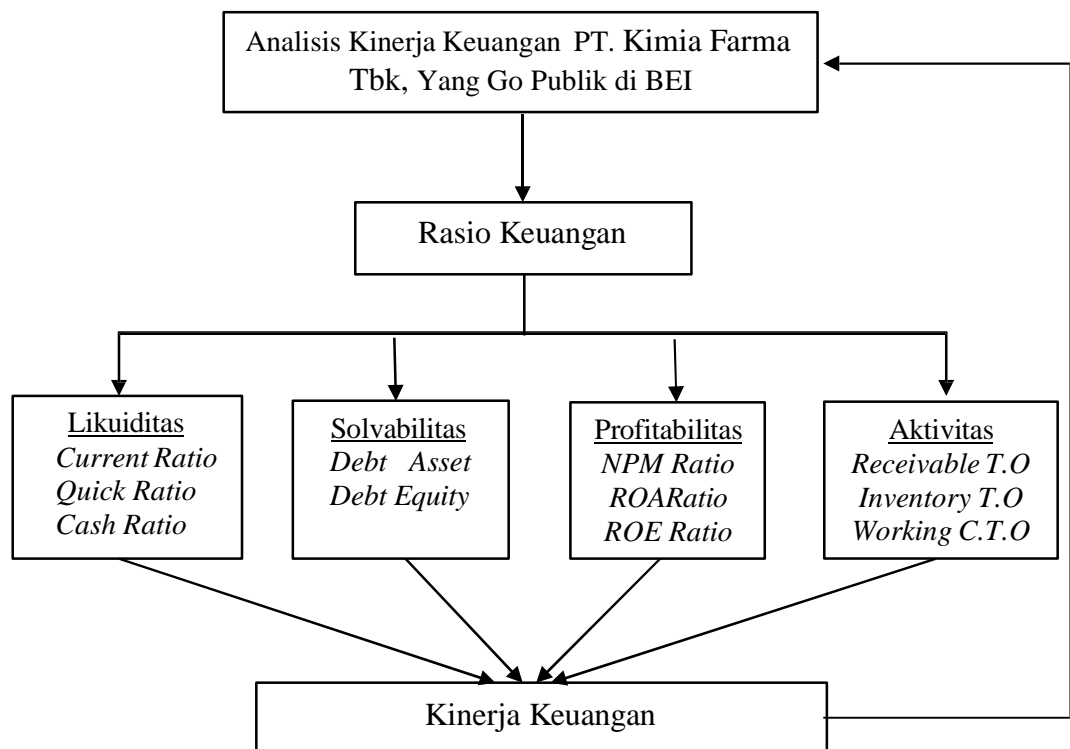 Analisis Kinerja Keuangan PT. Kimia Farma
Tbk, Yang Go Publik di BEI
Rasio Keuangan
Likuiditas
Current Ratio
Quick Ratio
Cash Ratio
Solvabilitas
Debt Asset
Debt Equity
Profitabilitas
NPM Ratio
ROARatio
ROE Ratio
Aktivitas
Receivable T.O
Inventory T.O
Working C.T.O
Kinerja Keuangan